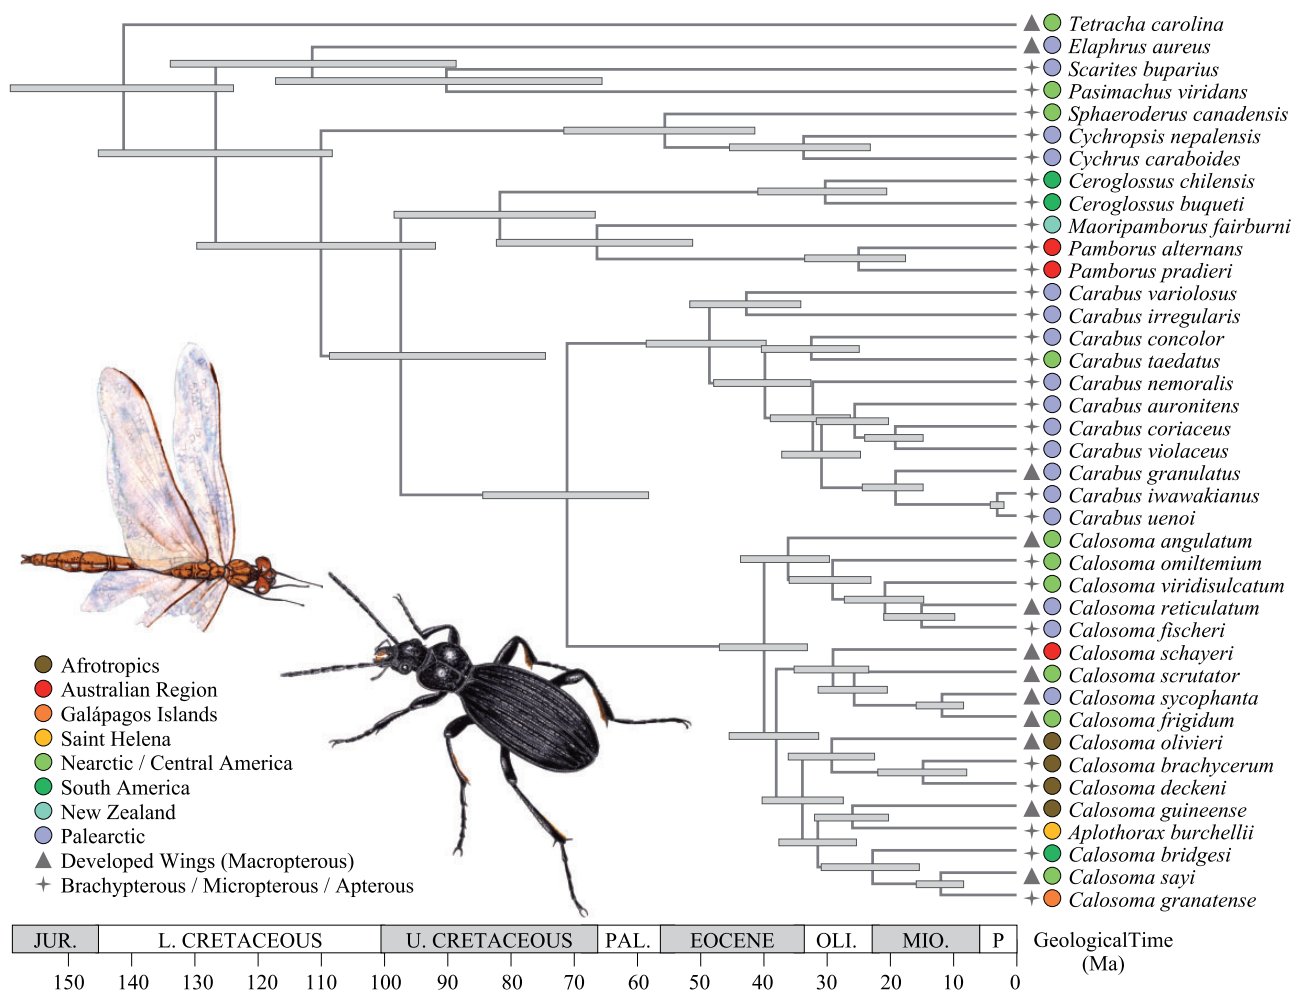 Tetracha carolina
Elaphrus aureus
Scarites buparius
Pasimachus viridans
Sphaeroderus canadensis
Cychropsis nepalensis
Cychrus caraboides
Ceroglossus chilensis
Ceroglossus buqueti
Maoripamborus fairburni
Pamborus alternans
Pamborus pradieri
Carabus variolosus
Carabus irregularis
Carabus concolor
Carabus taedatus
Carabus nemoralis
Carabus auronitens
Carabus coriaceus
Carabus violaceus
Carabus granulatus
Carabus iwawakianus
Carabus uenoi
Calosoma angulatum
Calosoma omiltemium
Calosoma viridisulcatum
Calosoma reticulatum
Calosoma fischeri
Calosoma schayeri
Calosoma scrutator
Calosoma sycophanta
Calosoma frigidum
Calosoma olivieri
Calosoma brachycerum
Calosoma deckeni
Calosoma guineense
Aplothorax burchellii
Calosoma bridgesi
Calosoma sayi
Calosoma granatense
Afrotropics
Australian Region
Galápagos Islands
Saint Helena
Nearctic / Central America
South America
New Zealand
Palearctic
Developed Wings (Macropterous)
Brachypterous / Micropterous / Apterous
JUR. L. CRETACEOUS U. CRETACEOUS PAL. EOCENE OLI. MIO. P GeologicalTime
(Ma)
150 140 130 120 100 90 80 70 60 50 40 30 20 10 0